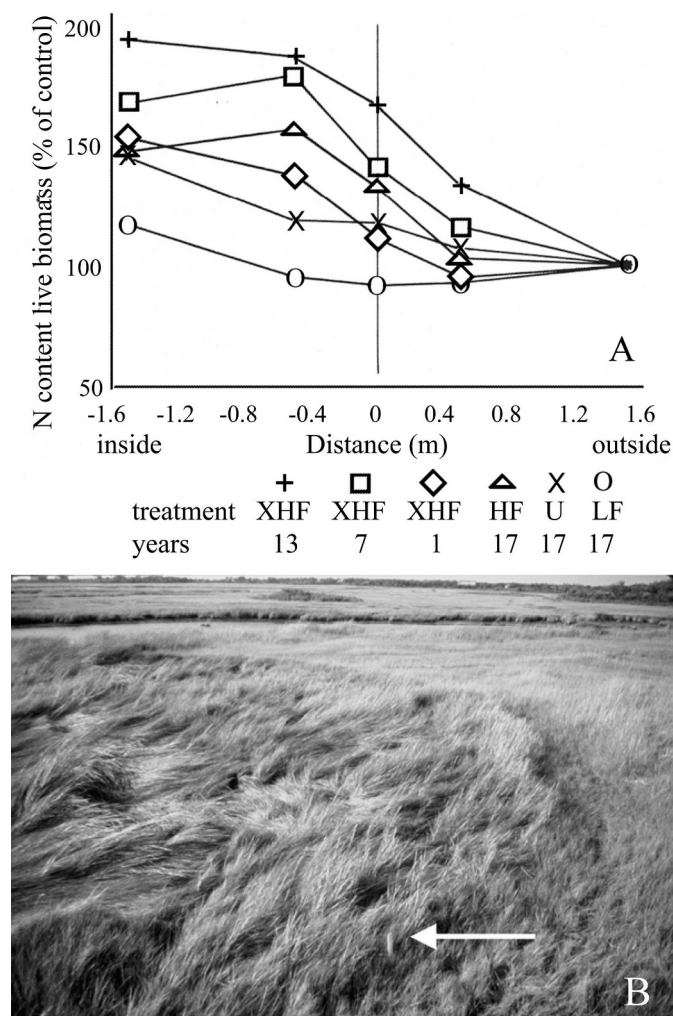 N content live biomass (% of control)
200
150
100
50
A
-1.6 -1.2 -0.8 -0.4 0 0.4 0.8 1.2 1.6
inside Distance (m) outside
+ □ ◇ △ X O
treatment XHF XHF XHF HF U LF
years 13 7 1 17 17 17
B